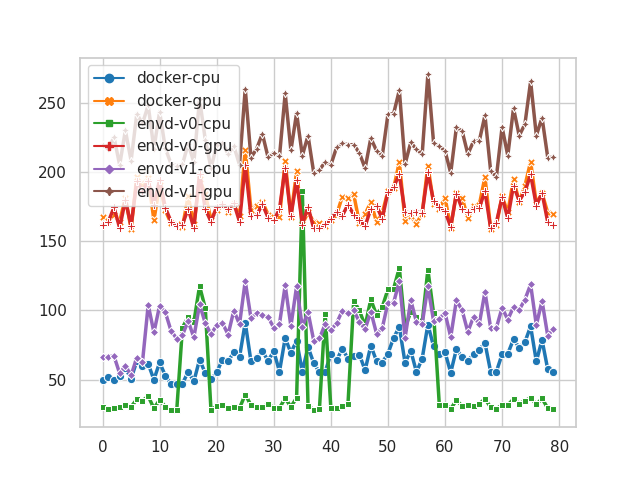 docker-cpu
docker-gpu
envd-v0-cpu
envd-v0-gpu
envd-v1-cpu
envd-v1-gpu
250
200
150
100
50
0 10 20 30 40 50 60 70 80